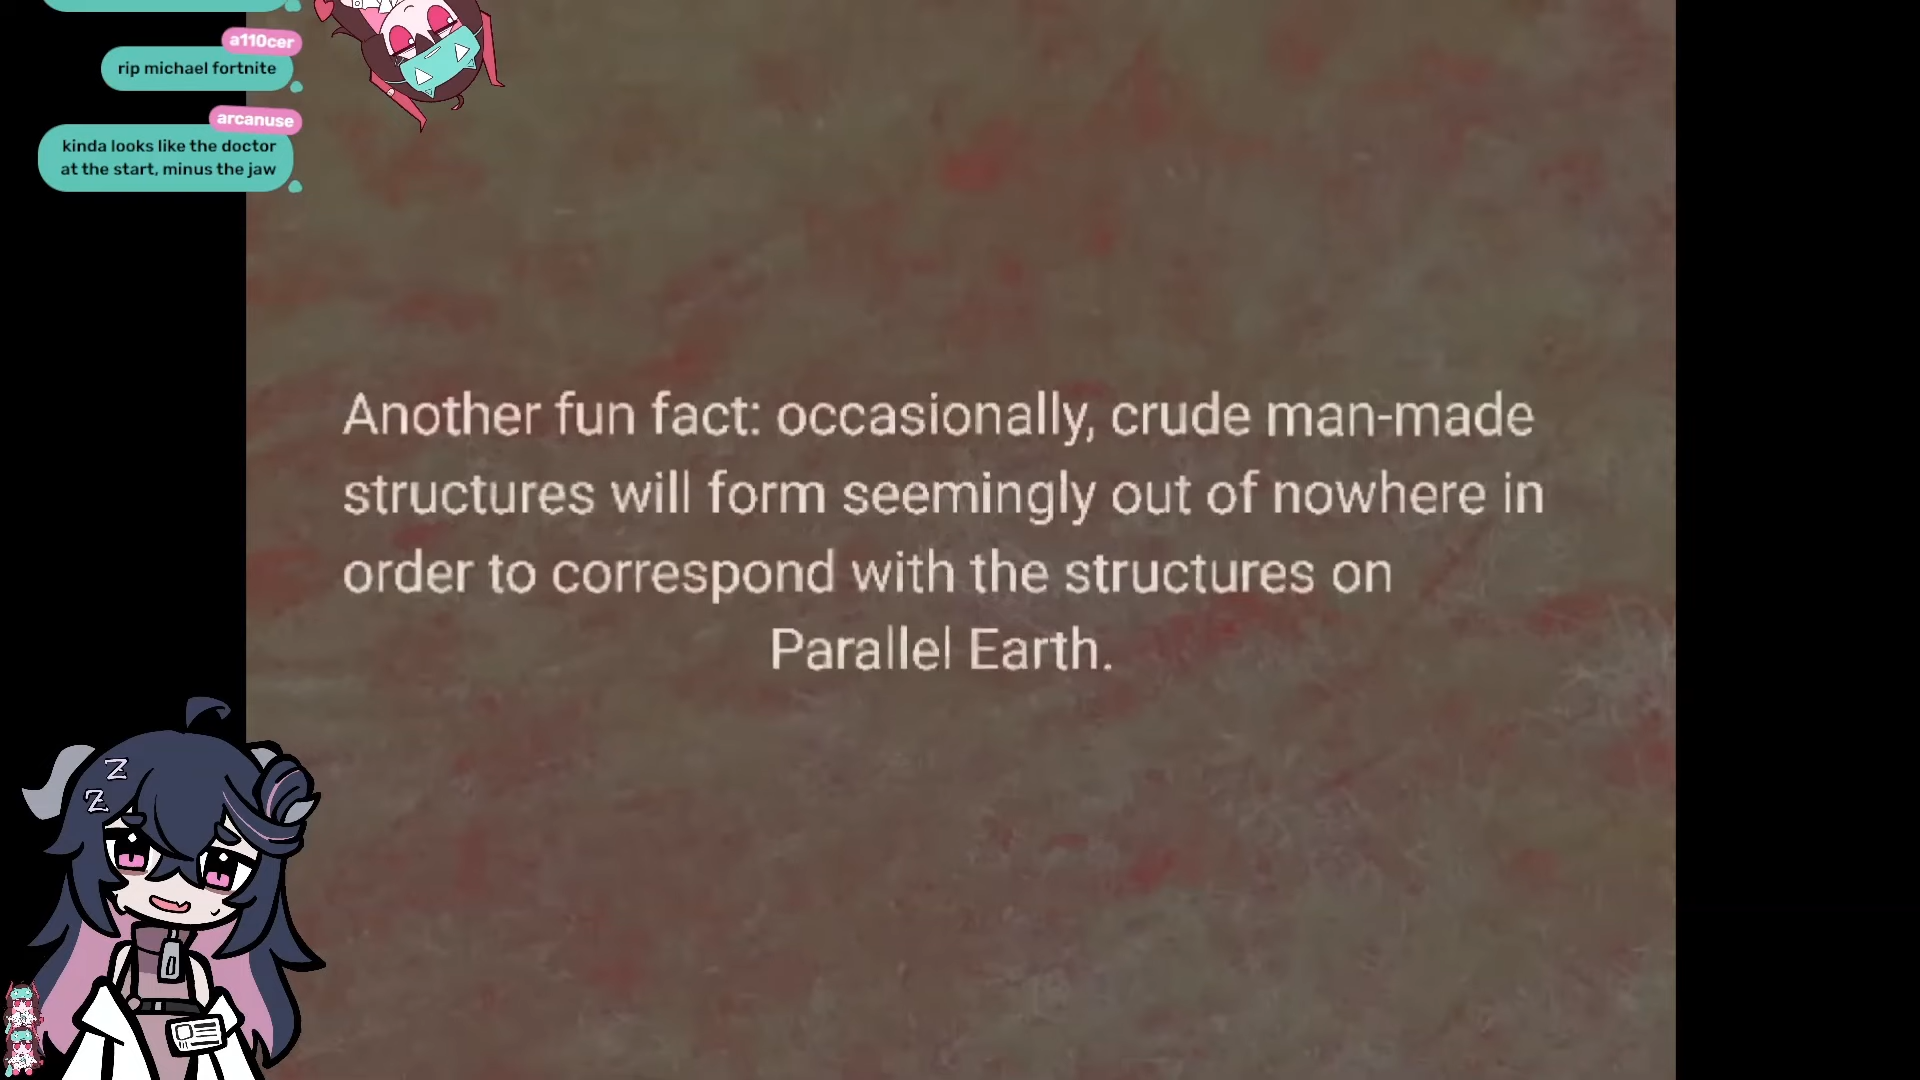 a110cer
rip michael fortnite
arcanuse
kinda looks like the doctor
at the start, minus the jaw
Another fun fact: occasionally, crude man-made
structures will form seemingly out of nowhere in
order to correspond with the structures on
Parallel Earth.
Z
Z